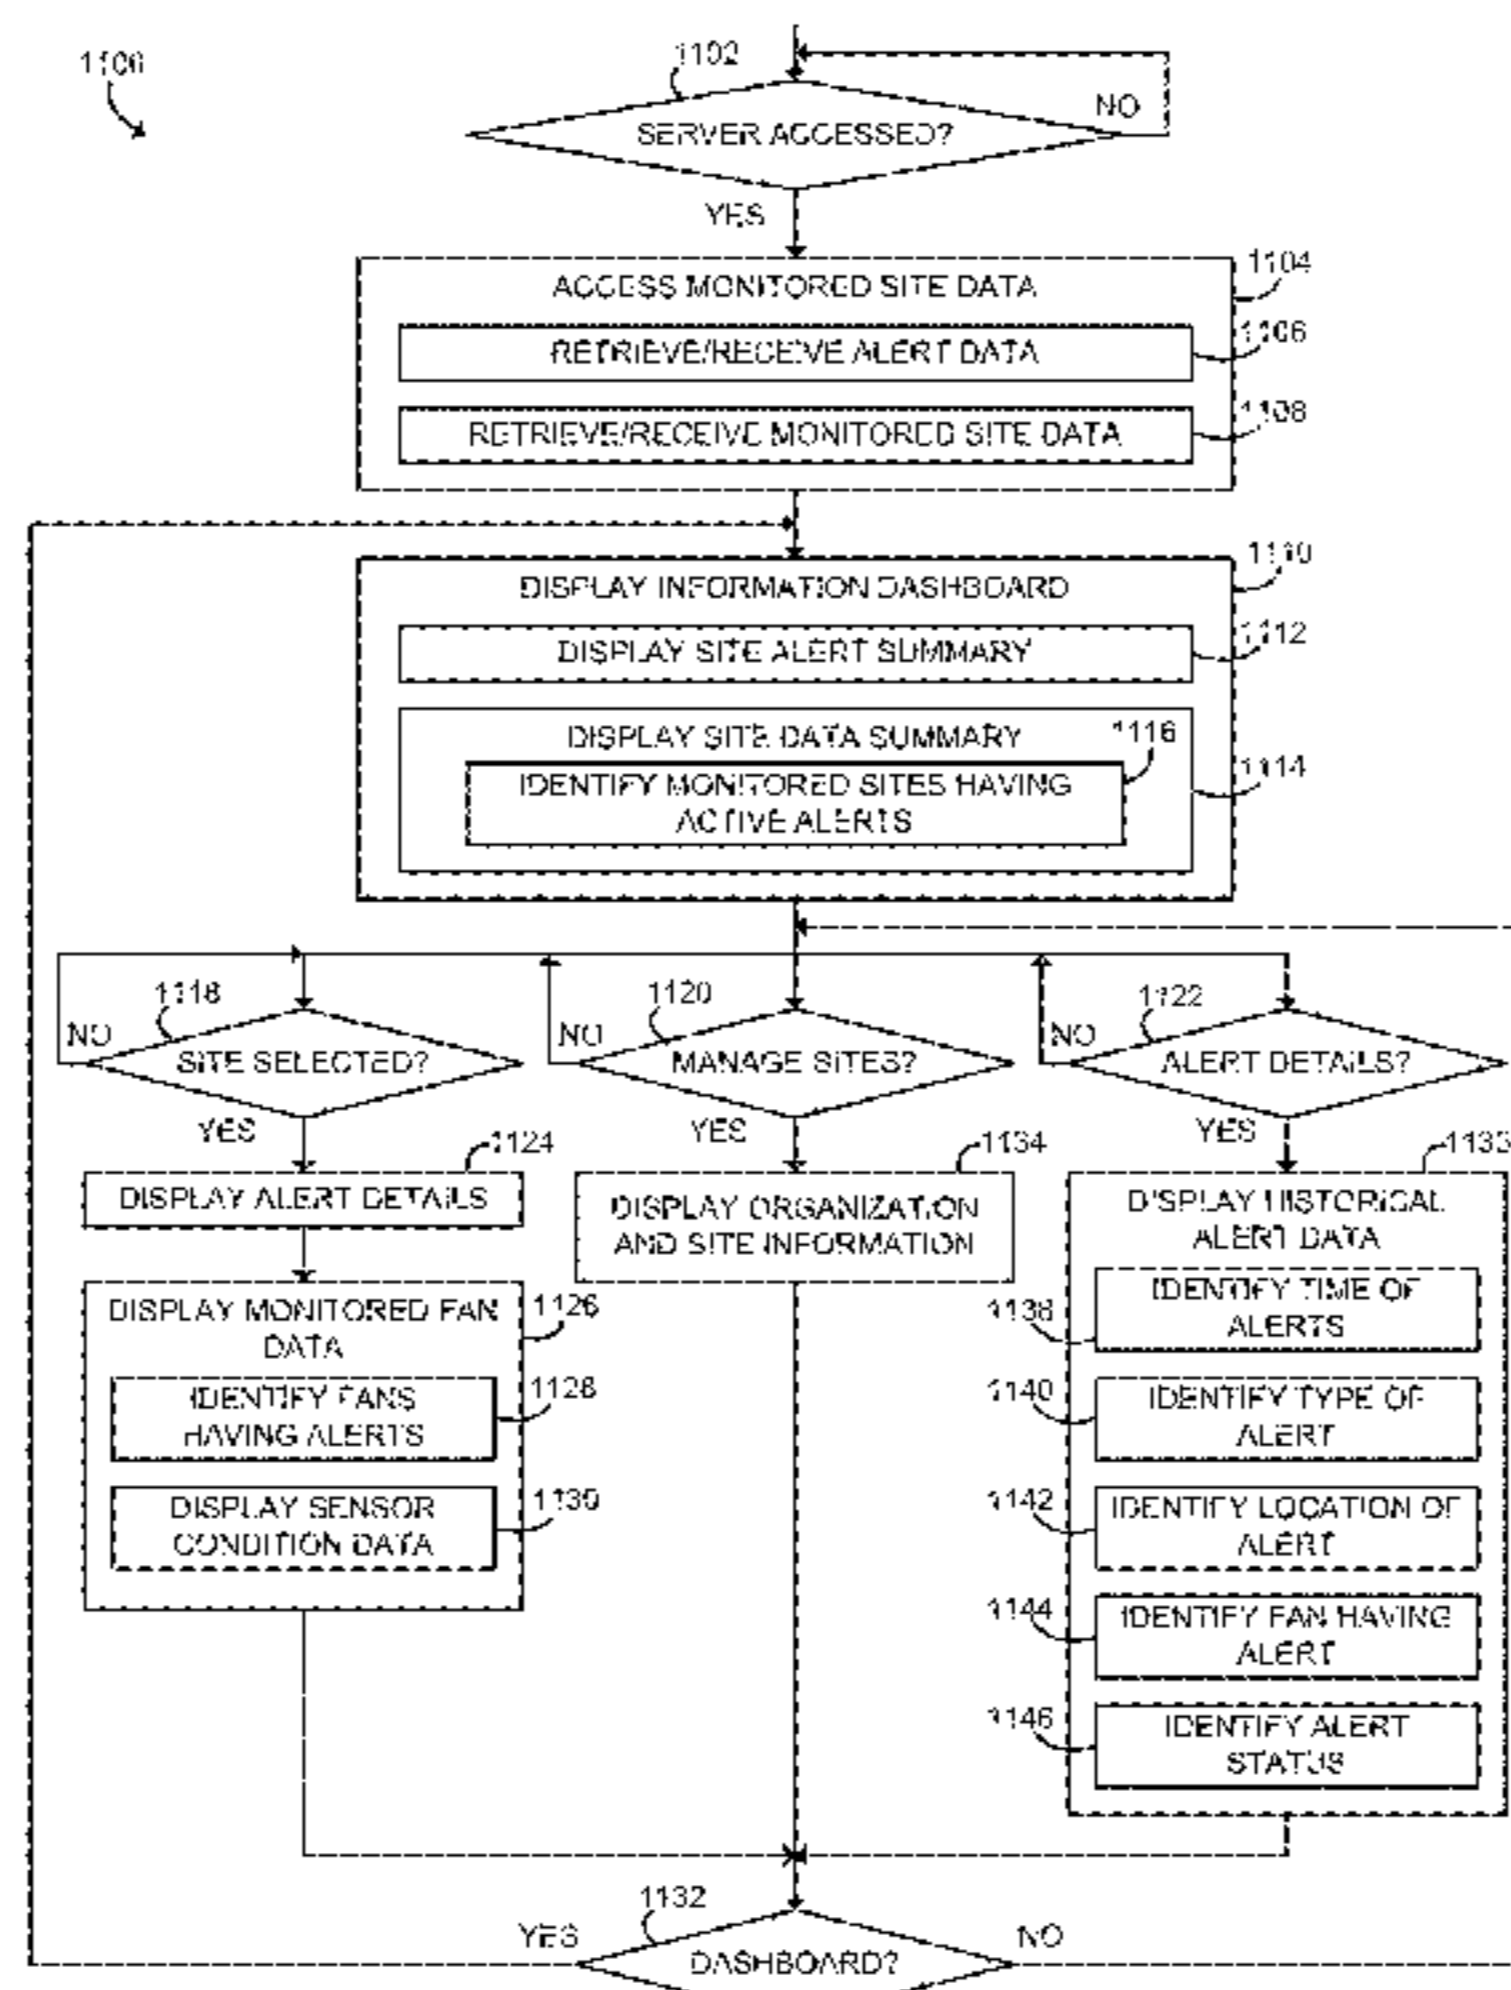 1100
1102
SERVER ACCESSED?
NO
YES
1104
ACCESS MONITORED SITE DATA
1106
RETRIEVE/RECEIVE ALERT DATA
1108
RETRIEVE/RECEIVE MONITORED SITE DATA
1110
DISPLAY INFORMATION DASHBOARD
1112
DISPLAY SITE ALERT SUMMARY
DISPLAY SITE DATA SUMMARY
1116
1114
IDENTIFY MONITORED SITES HAVING
ACTIVE ALERTS
1118
NO
SITE SELECTED?
YES
1120
NO
MANAGE SITES?
YES
1122
NO
ALERT DETAILS?
YES
1124
DISPLAY ALERT DETAILS
1126
DISPLAY MONITORED FAN
DATA
1128
IDENTIFY FANS
HAVING ALERTS
1130
DISPLAY SENSOR
CONDITION DATA
1134
DISPLAY ORGANIZATION
AND SITE INFORMATION
DISPLAY HISTORICAL
ALERT DATA
1138
IDENTIFY TIME OF
ALERTS
1140
IDENTIFY TYPE OF
ALERT
1142
IDENTIFY LOCATION OF
ALERT
1144
IDENTIFY FAN HAVING
ALERT
1146
IDENTIFY ALERT
STATUS
1132
YES
DASHBOARD?
NO